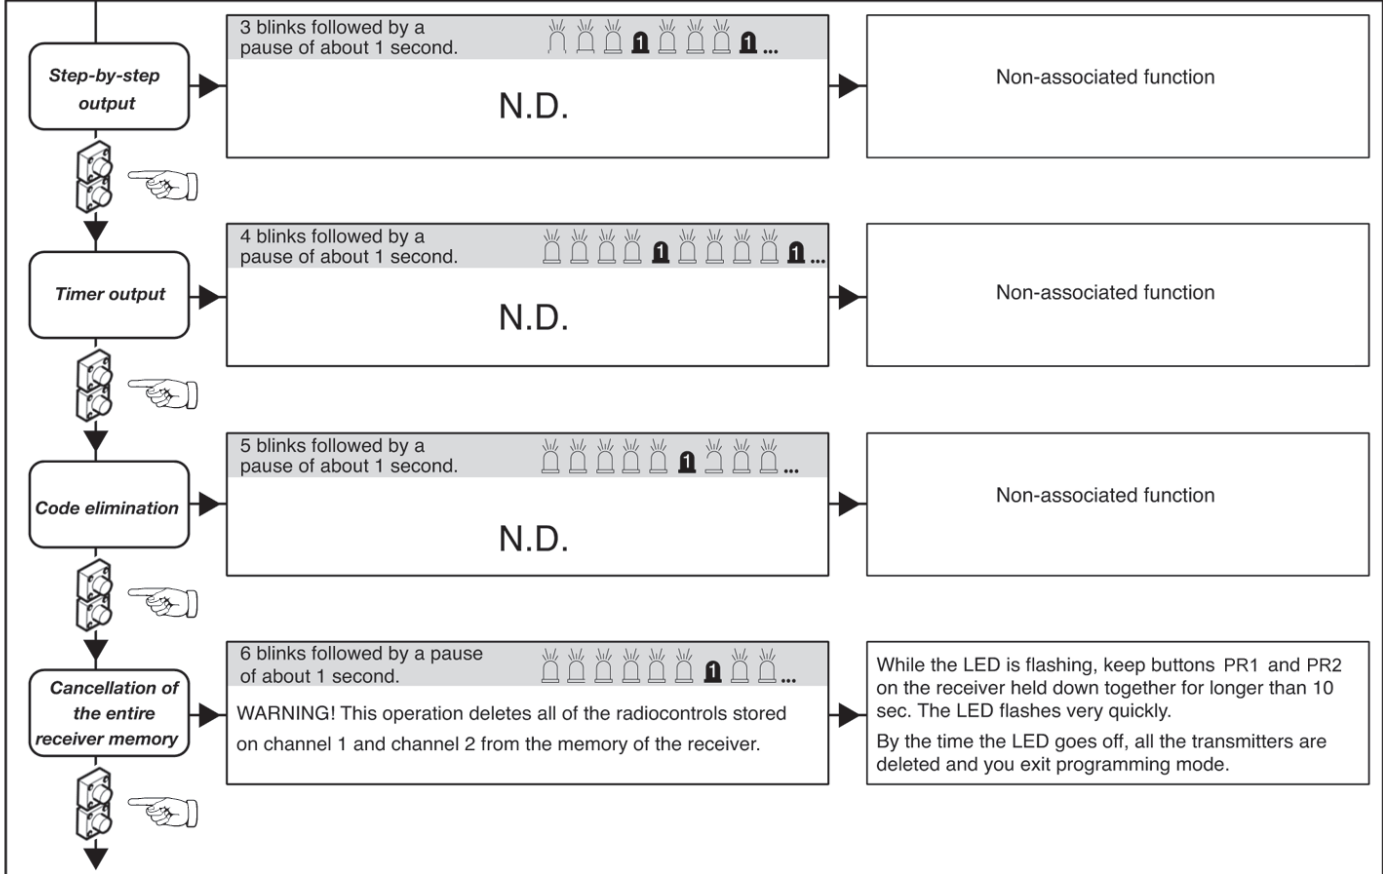 3 blinks followed by a
pause of about 1 second.
1
1
...
Step-by-step
output
N.D.
Non-associated function
4 blinks followed by a
pause of about 1 second.
1
1
...
Timer output
N.D.
Non-associated function
5 blinks followed by a
pause of about 1 second.
1
...
Code elimination
N.D.
Non-associated function
6 blinks followed by a pause
of about 1 second.
1
...
Cancellation of
the entire
receiver memory
WARNING! This operation deletes all of the radiocontrols stored
on channel 1 and channel 2 from the memory of the receiver.
While the LED is flashing, keep buttons PR1 and PR2
on the receiver held down together for longer than 10
sec. The LED flashes very quickly.
By the time the LED goes off, all the transmitters are
deleted and you exit programming mode.